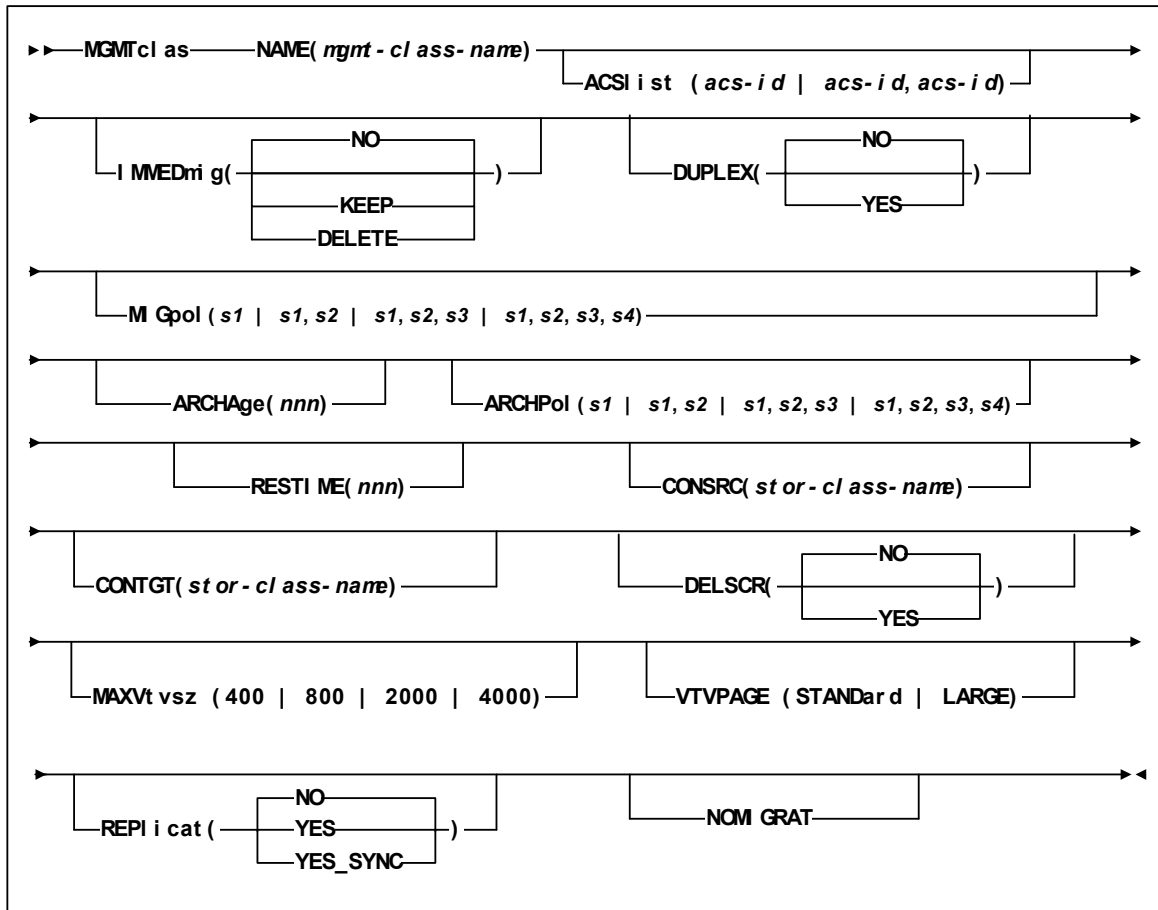 MGMTclas NAME(mgmt-class-name)
ACSlist (acs-id | acs-id,acs-id)
NO NO
IMMEDmig( ) DUPLEX( )
KEEP YES
DELETE
MIGpol(s1 | s1,s2 | s1,s2,s3 | s1,s2,s3,s4)
ARCHAge(nnn) ARCHPol(s1 | s1,s2 | s1,s2,s3 | s1,s2,s3,s4)
RESTIME(nnn) CONSRC(stor-class-name)
NO
CONTGT(stor-class-name) DELSCR( )
YES
MAXVtvsz (400 | 800 | 2000 | 4000) VTVPAGE (STANDard | LARGE)
NO
REPlicat( YES ) NOMIGRAT
YES_SYNC